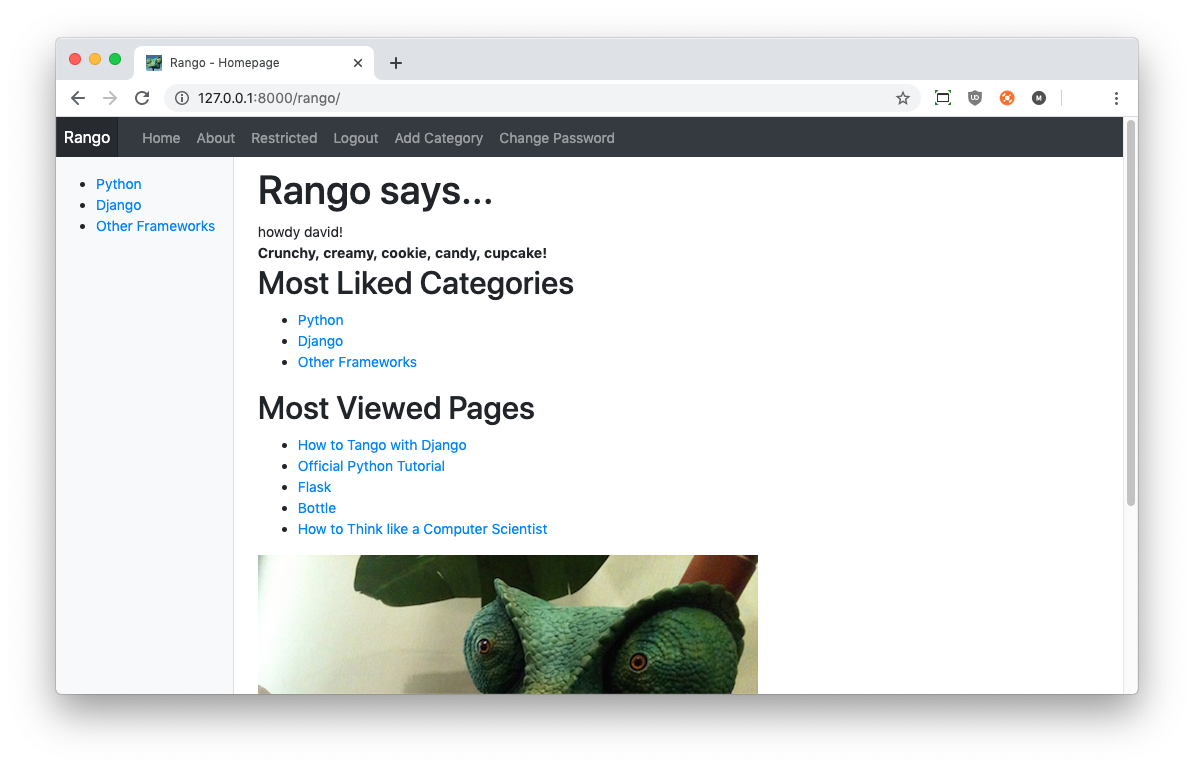 Rango - Homepage
127.0.0.1:8000/rango/
Rango Home About Restricted Logout Add Category Change Password
Python
Django
Other Frameworks
Rango says...
howdy david!
Crunchy, creamy, cookie, candy, cupcake!
Most Liked Categories
Python
Django
Other Frameworks
Most Viewed Pages
How to Tango with Django
Official Python Tutorial
Flask
Bottle
How to Think like a Computer Scientist